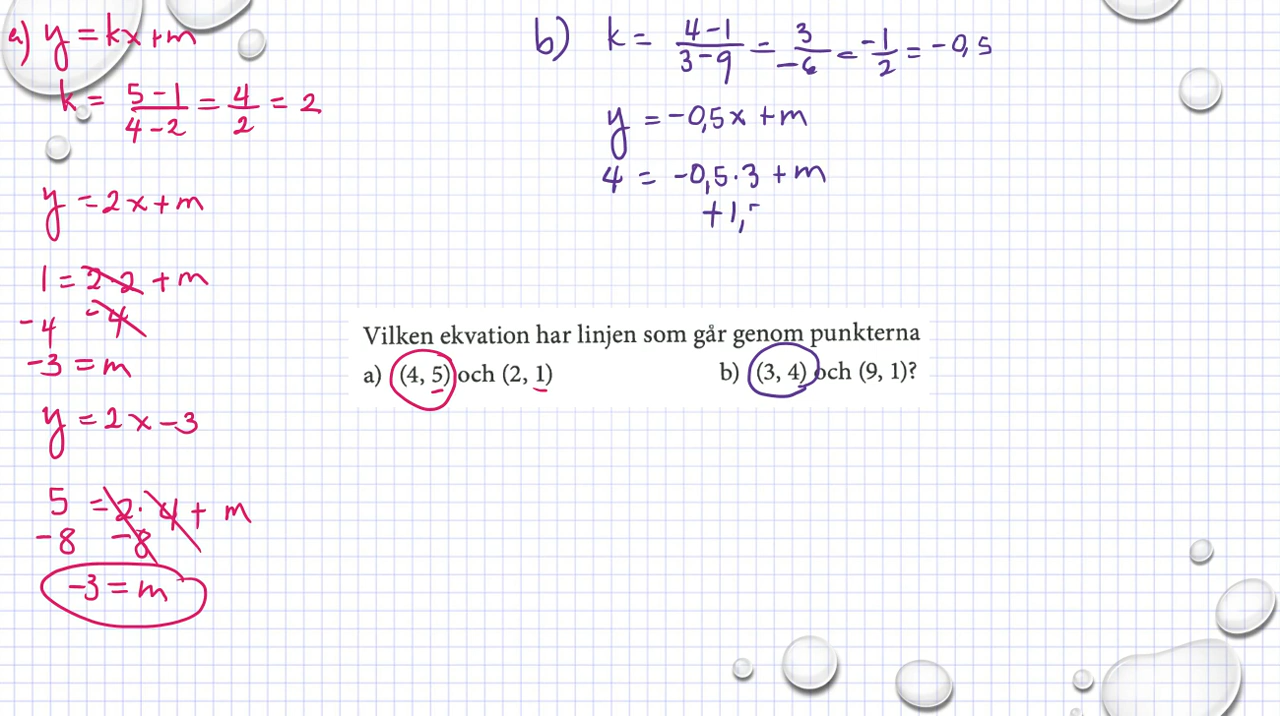 a) y = kx + m
k = 5 - 1 / 4 - 2 = 4 / 2 = 2
y = 2x + m
1 = 2·2 + m
-4 -4
-3 = m
y = 2x - 3
5 = 2·4 + m
-8 -8
-3 = m
b) k = 4 - 1 / 3 - 9 = 3 / -6 = -1 / 2 = -0,5
y = -0,5x + m
4 = -0,5·3 + m
+1,
Vilken ekvation har linjen som går genom punkterna
a) (4, 5) och (2, 1)
b) (3, 4) och (9, 1)?